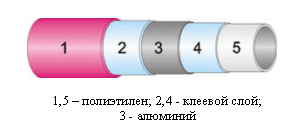 1 2 3 4 5
1,5 – полиэтилен; 2,4 - клеевой слой;
3 - алюминий